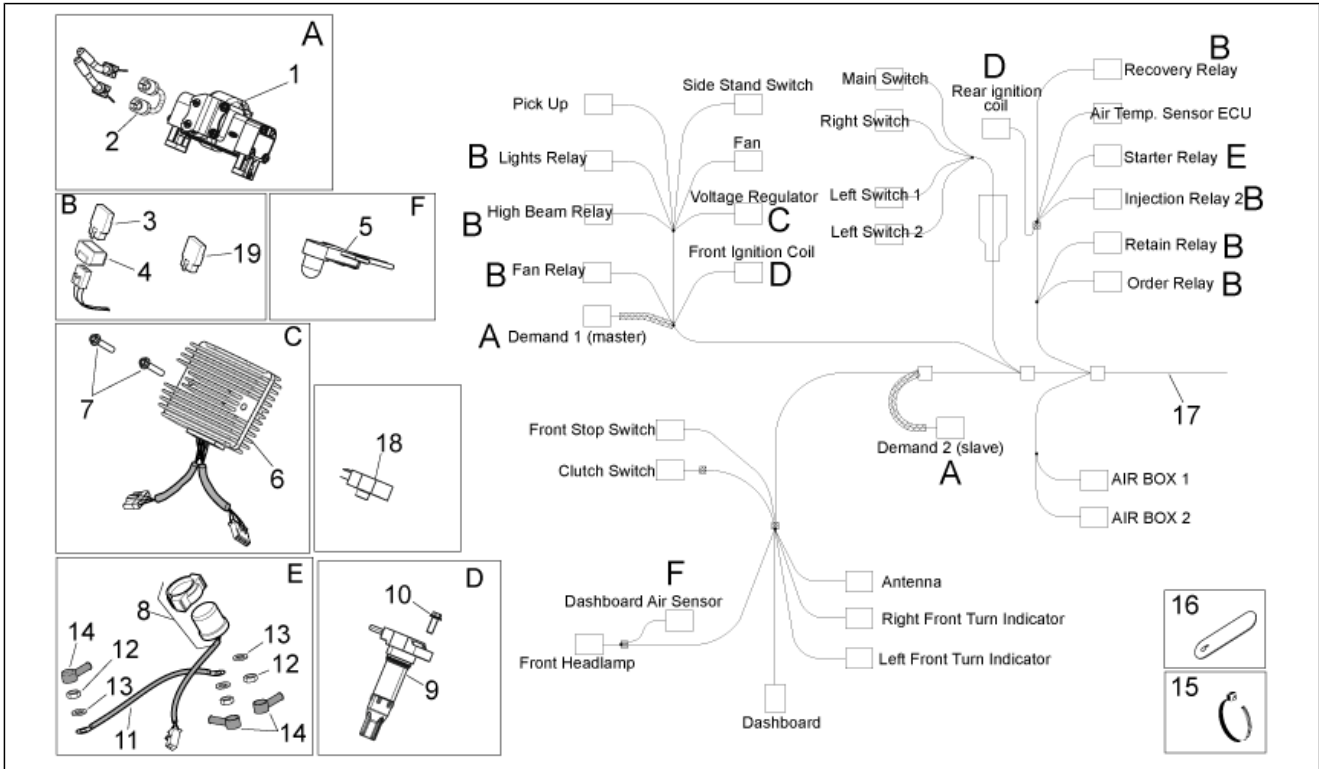 A
1
2
B
3
4
19
F
5
C
7
6
18
E
8
14
12
13
13
12
11
14
D
10
9
Pick Up
Side Stand Switch
B Lights Relay
Fan
B High Beam Relay
Voltage Regulator
C
B Fan Relay
Front Ignition Coil
D
A Demand 1 (master)
Main Switch
Right Switch
Left Switch 1
Left Switch 2
D
Rear ignition
coil
B
Recovery Relay
Air Temp. Sensor ECU
Starter Relay E
Injection Relay 2 B
Retain Relay B
Order Relay B
17
Demand 2 (slave)
A
AIR BOX 1
AIR BOX 2
Front Stop Switch
Clutch Switch
F
Dashboard Air Sensor
Front Headlamp
Antenna
Right Front Turn Indicator
Left Front Turn Indicator
Dashboard
16
15